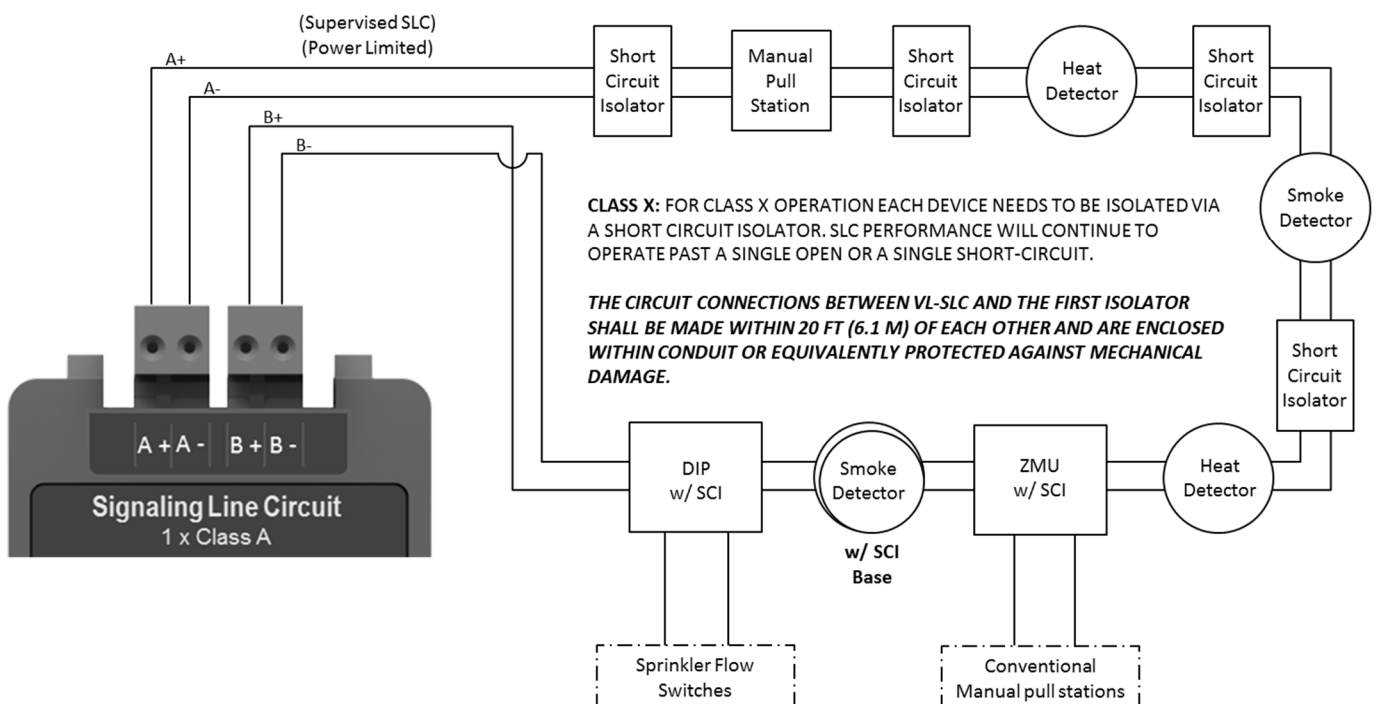 (Supervised SLC)
(Power Limited)
A+
A-
B+
B-
Short
Circuit
Isolator
Manual
Pull
Station
Short
Circuit
Isolator
Heat
Detector
Short
Circuit
Isolator
Smoke
Detector
CLASS X: FOR CLASS X OPERATION EACH DEVICE NEEDS TO BE ISOLATED VIA
A SHORT CIRCUIT ISOLATOR. SLC PERFORMANCE WILL CONTINUE TO
OPERATE PAST A SINGLE OPEN OR A SINGLE SHORT-CIRCUIT.
THE CIRCUIT CONNECTIONS BETWEEN VL-SLC AND THE FIRST ISOLATOR
SHALL BE MADE WITHIN 20 FT (6.1 M) OF EACH OTHER AND ARE ENCLOSED
WITHIN CONDUIT OR EQUIVALENTLY PROTECTED AGAINST MECHANICAL
DAMAGE.
Short
Circuit
Isolator
A + A - B + B -
Signaling Line Circuit
1 x Class A
DIP
w/ SCI
Smoke
Detector
w/ SCI
Base
ZMU
w/ SCI
Heat
Detector
Sprinkler Flow
Switches
Conventional
Manual pull stations